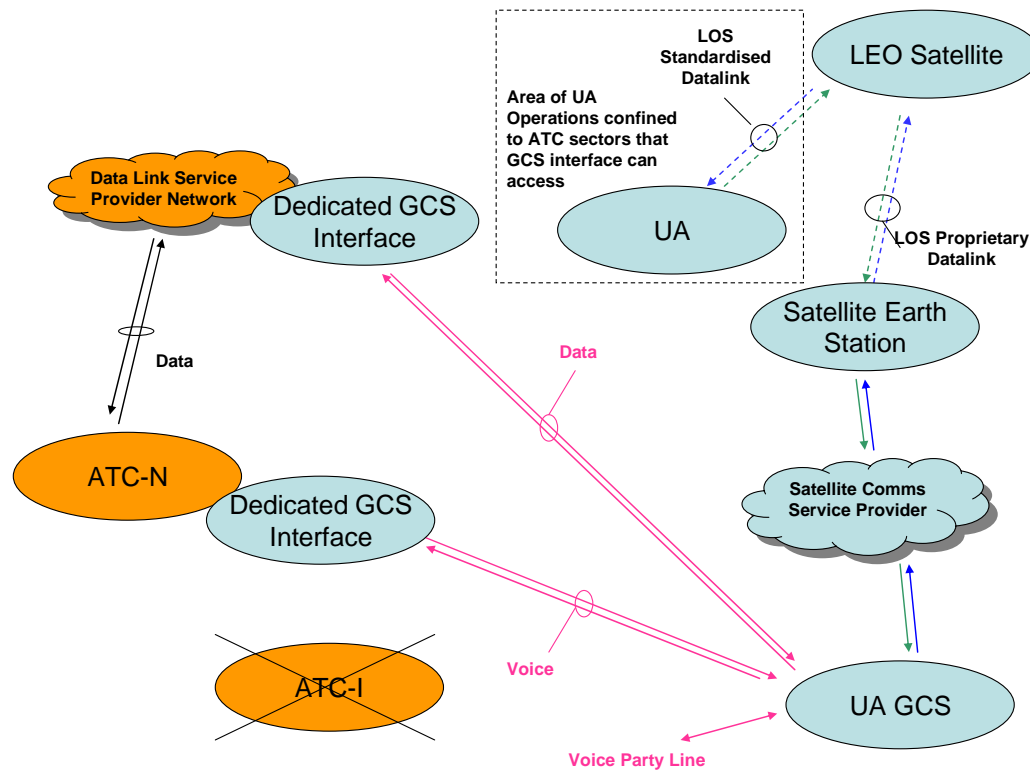 LOS
Standardised
Datalink
LEO Satellite
Area of UA
Operations confined
to ATC sectors that
GCS interface can
access
UA
Data Link Service
Provider Network
Dedicated GCS
Interface
LOS Proprietary
Datalink
Satellite Earth
Station
Data
Data
ATC-N
Dedicated GCS
Interface
Satellite Comms
Service Provider
Voice
ATC-I
UA GCS
Voice Party Line